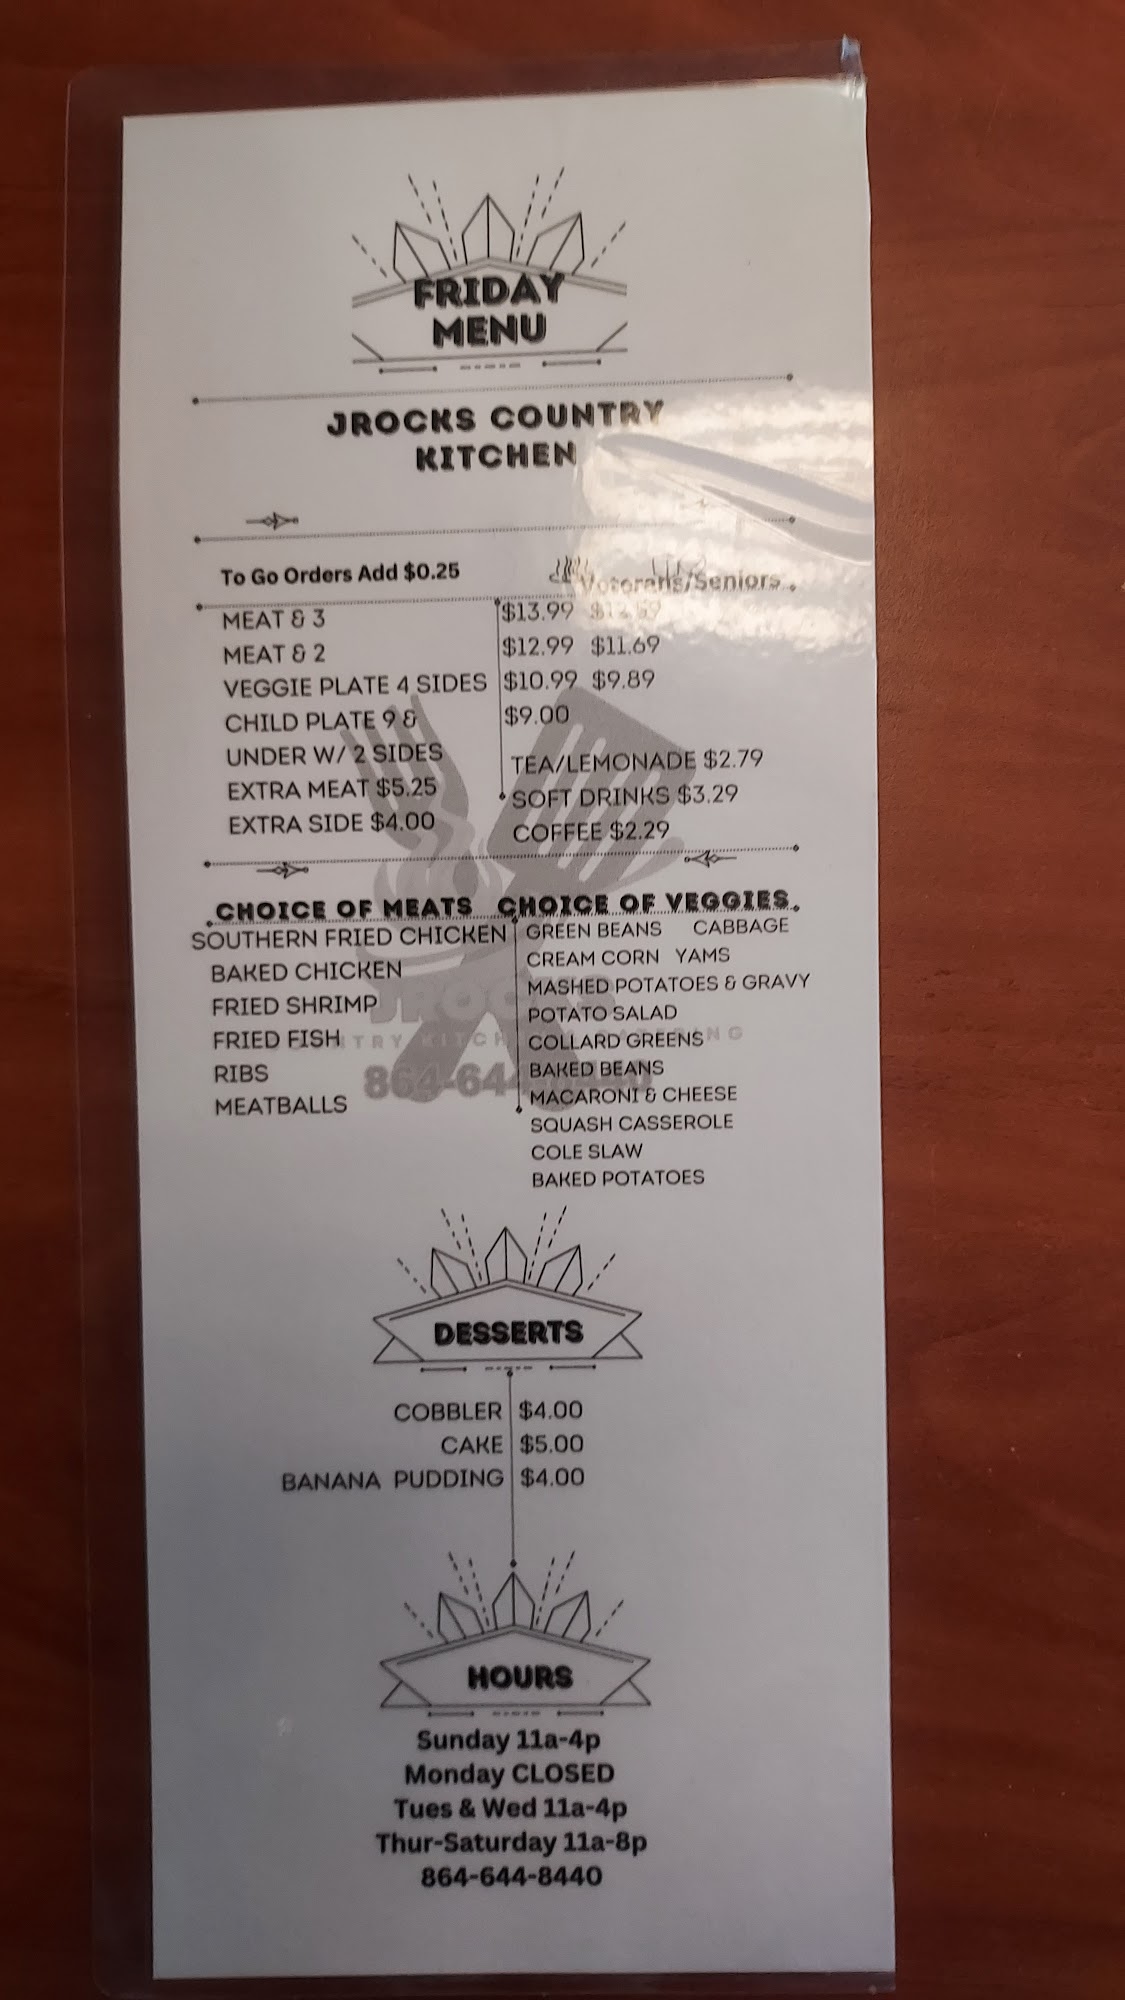 FRIDAY
MENU
JROCKS COUNTRY
KITCHEN
To Go Orders Add $0.25 Veterans/Seniors
MEAT & 3 $13.99
MEAT & 2 $12.99 $11.69
VEGGIE PLATE 4 SIDES $10.99 $9.89
CHILD PLATE 9 & $9.00
UNDER W/ 2 SIDES
EXTRA MEAT $5.25
EXTRA SIDE $4.00
TEA/LEMONADE $2.79
SOFT DRINKS $3.29
COFFEE $2.29
CHOICE OF MEATS
SOUTHERN FRIED CHICKEN
BAKED CHICKEN
FRIED SHRIMP
FRIED FISH
RIBS
MEATBALLS
CHOICE OF VEGGIES
GREEN BEANS CABBAGE
CREAM CORN YAMS
MASHED POTATOES & GRAVY
POTATO SALAD
COLLARD GREENS
BAKED BEANS
MACARONI & CHEESE
SQUASH CASSEROLE
COLE SLAW
BAKED POTATOES
DESSERTS
COBBLER $4.00
CAKE $5.00
BANANA PUDDING $4.00
HOURS
Sunday 11a-4p
Monday CLOSED
Tues & Wed 11a-4p
Thur-Saturday 11a-8p
864-644-8440